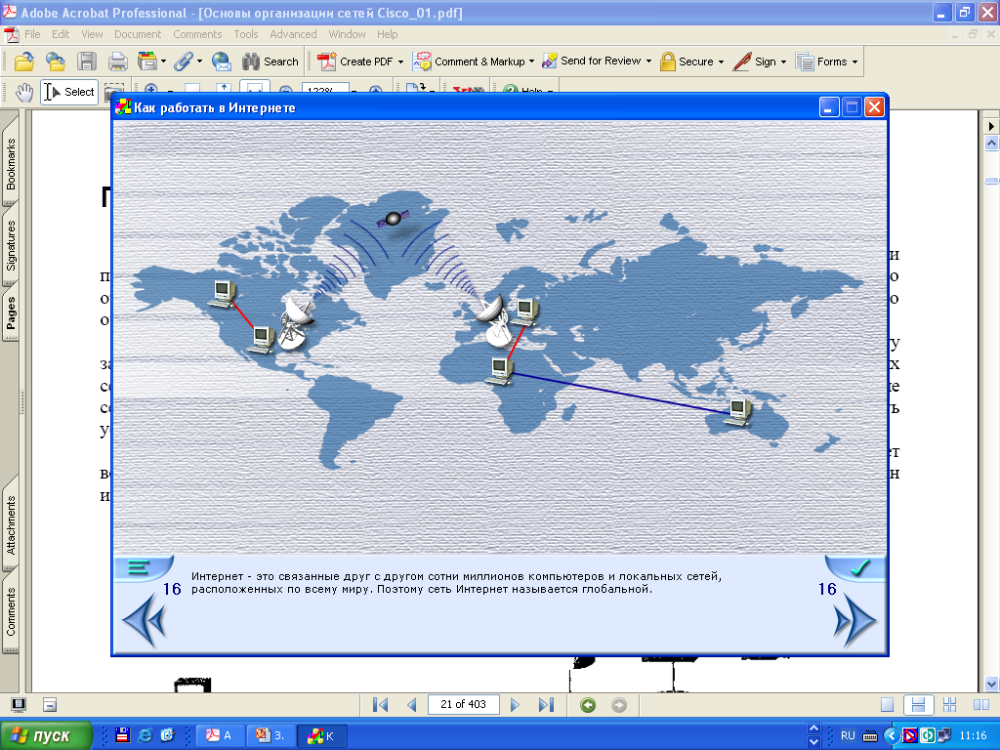 Adobe Acrobat Professional - [Основы организации сетей Cisco_01.pdf]
File Edit View Document Comments Tools Advanced Window Help
Search Create PDF Comment & Markup Send for Review Secure Sign Forms
Select Help
Как работать в Интернете
Bookmarks
Signatures
Pages
Attachments
Comments
Интернет - это связанные друг с другом сотни миллионов компьютеров и локальных сетей,
16 расположенных по всему миру. Поэтому сеть Интернет называется глобальной. 16
21 of 403
пуск A З. К RU 11:16